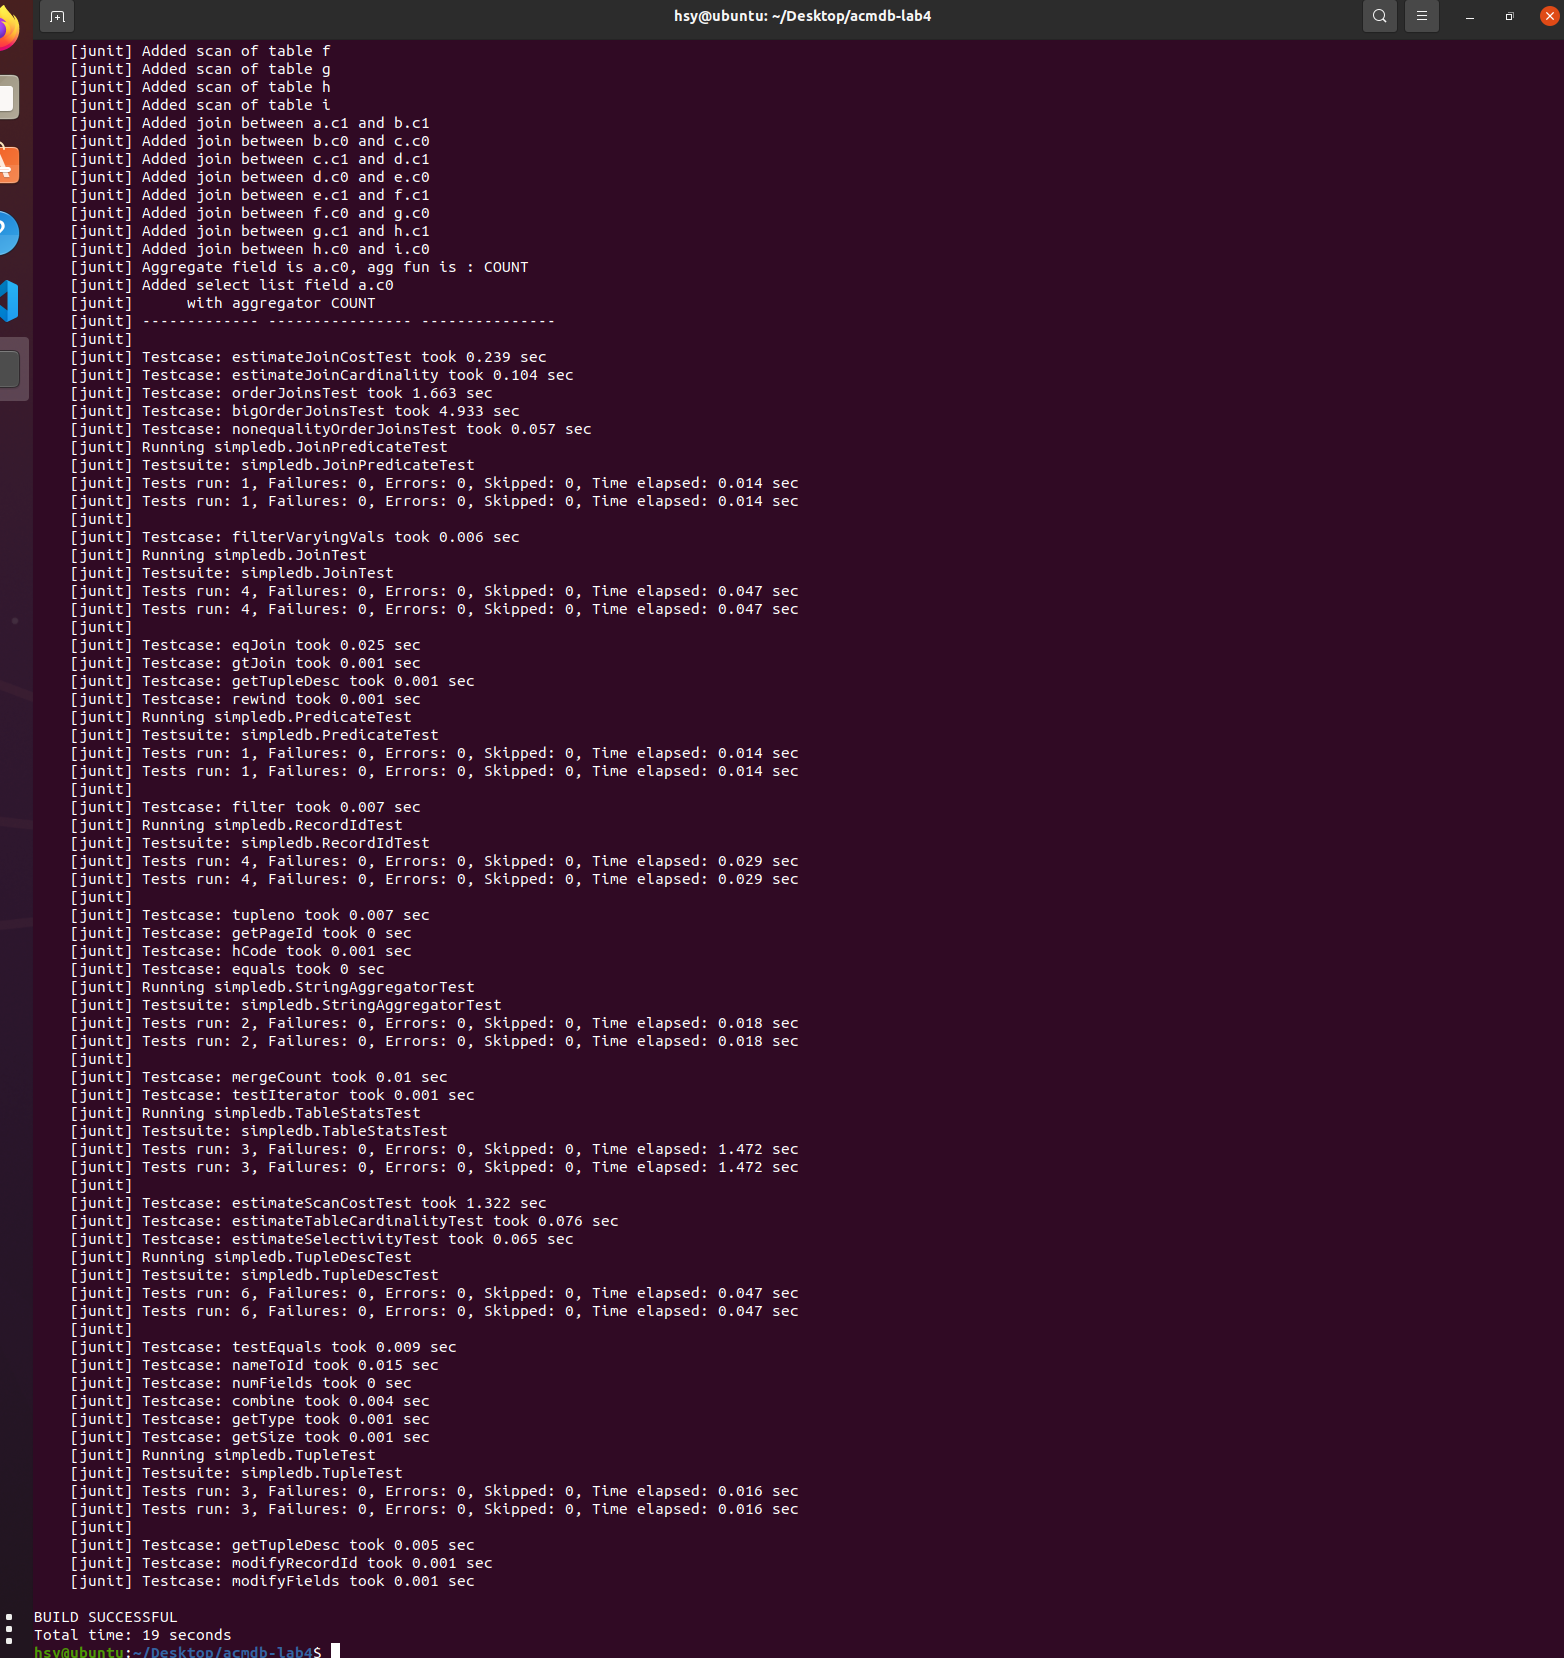 hsy@ubuntu: ~/Desktop/acmdb-lab4
[junit] Added scan of table f
[junit] Added scan of table g
[junit] Added scan of table h
[junit] Added scan of table i
[junit] Added join between a.c1 and b.c1
[junit] Added join between b.c0 and c.c0
[junit] Added join between c.c1 and d.c1
[junit] Added join between d.c0 and e.c0
[junit] Added join between e.c1 and f.c1
[junit] Added join between f.c0 and g.c0
[junit] Added join between g.c1 and h.c1
[junit] Added join between h.c0 and i.c0
[junit] Aggregate field is a.c0, agg fun is : COUNT
[junit] Added select list field a.c0
[junit]      with aggregator COUNT
[junit] ------------- ---------------- ---------------
[junit]
[junit] Testcase: estimateJoinCostTest took 0.239 sec
[junit] Testcase: estimateJoinCardinality took 0.104 sec
[junit] Testcase: orderJoinsTest took 1.663 sec
[junit] Testcase: bigOrderJoinsTest took 4.933 sec
[junit] Testcase: nonequalityOrderJoinsTest took 0.057 sec
[junit] Running simpledb.JoinPredicateTest
[junit] Testsuite: simpledb.JoinPredicateTest
[junit] Tests run: 1, Failures: 0, Errors: 0, Skipped: 0, Time elapsed: 0.014 sec
[junit] Tests run: 1, Failures: 0, Errors: 0, Skipped: 0, Time elapsed: 0.014 sec
[junit]
[junit] Testcase: filterVaryingVals took 0.006 sec
[junit] Running simpledb.JoinTest
[junit] Testsuite: simpledb.JoinTest
[junit] Tests run: 4, Failures: 0, Errors: 0, Skipped: 0, Time elapsed: 0.047 sec
[junit] Tests run: 4, Failures: 0, Errors: 0, Skipped: 0, Time elapsed: 0.047 sec
[junit]
[junit] Testcase: eqJoin took 0.025 sec
[junit] Testcase: gtJoin took 0.001 sec
[junit] Testcase: getTupleDesc took 0.001 sec
[junit] Testcase: rewind took 0.001 sec
[junit] Running simpledb.PredicateTest
[junit] Testsuite: simpledb.PredicateTest
[junit] Tests run: 1, Failures: 0, Errors: 0, Skipped: 0, Time elapsed: 0.014 sec
[junit] Tests run: 1, Failures: 0, Errors: 0, Skipped: 0, Time elapsed: 0.014 sec
[junit]
[junit] Testcase: filter took 0.007 sec
[junit] Running simpledb.RecordIdTest
[junit] Testsuite: simpledb.RecordIdTest
[junit] Tests run: 4, Failures: 0, Errors: 0, Skipped: 0, Time elapsed: 0.029 sec
[junit] Tests run: 4, Failures: 0, Errors: 0, Skipped: 0, Time elapsed: 0.029 sec
[junit]
[junit] Testcase: tupleno took 0.007 sec
[junit] Testcase: getPageId took 0 sec
[junit] Testcase: hCode took 0.001 sec
[junit] Testcase: equals took 0 sec
[junit] Running simpledb.StringAggregatorTest
[junit] Testsuite: simpledb.StringAggregatorTest
[junit] Tests run: 2, Failures: 0, Errors: 0, Skipped: 0, Time elapsed: 0.018 sec
[junit] Tests run: 2, Failures: 0, Errors: 0, Skipped: 0, Time elapsed: 0.018 sec
[junit]
[junit] Testcase: mergeCount took 0.01 sec
[junit] Testcase: testIterator took 0.001 sec
[junit] Running simpledb.TableStatsTest
[junit] Testsuite: simpledb.TableStatsTest
[junit] Tests run: 3, Failures: 0, Errors: 0, Skipped: 0, Time elapsed: 1.472 sec
[junit] Tests run: 3, Failures: 0, Errors: 0, Skipped: 0, Time elapsed: 1.472 sec
[junit]
[junit] Testcase: estimateScanCostTest took 1.322 sec
[junit] Testcase: estimateTableCardinalityTest took 0.076 sec
[junit] Testcase: estimateSelectivityTest took 0.065 sec
[junit] Running simpledb.TupleDescTest
[junit] Testsuite: simpledb.TupleDescTest
[junit] Tests run: 6, Failures: 0, Errors: 0, Skipped: 0, Time elapsed: 0.047 sec
[junit] Tests run: 6, Failures: 0, Errors: 0, Skipped: 0, Time elapsed: 0.047 sec
[junit]
[junit] Testcase: testEquals took 0.009 sec
[junit] Testcase: nameToId took 0.015 sec
[junit] Testcase: numFields took 0 sec
[junit] Testcase: combine took 0.004 sec
[junit] Testcase: getType took 0.001 sec
[junit] Testcase: getSize took 0.001 sec
[junit] Running simpledb.TupleTest
[junit] Testsuite: simpledb.TupleTest
[junit] Tests run: 3, Failures: 0, Errors: 0, Skipped: 0, Time elapsed: 0.016 sec
[junit] Tests run: 3, Failures: 0, Errors: 0, Skipped: 0, Time elapsed: 0.016 sec
[junit]
[junit] Testcase: getTupleDesc took 0.005 sec
[junit] Testcase: modifyRecordId took 0.001 sec
[junit] Testcase: modifyFields took 0.001 sec
BUILD SUCCESSFUL
Total time: 19 seconds
hsy@ubuntu:~/Desktop/acmdb-lab4$